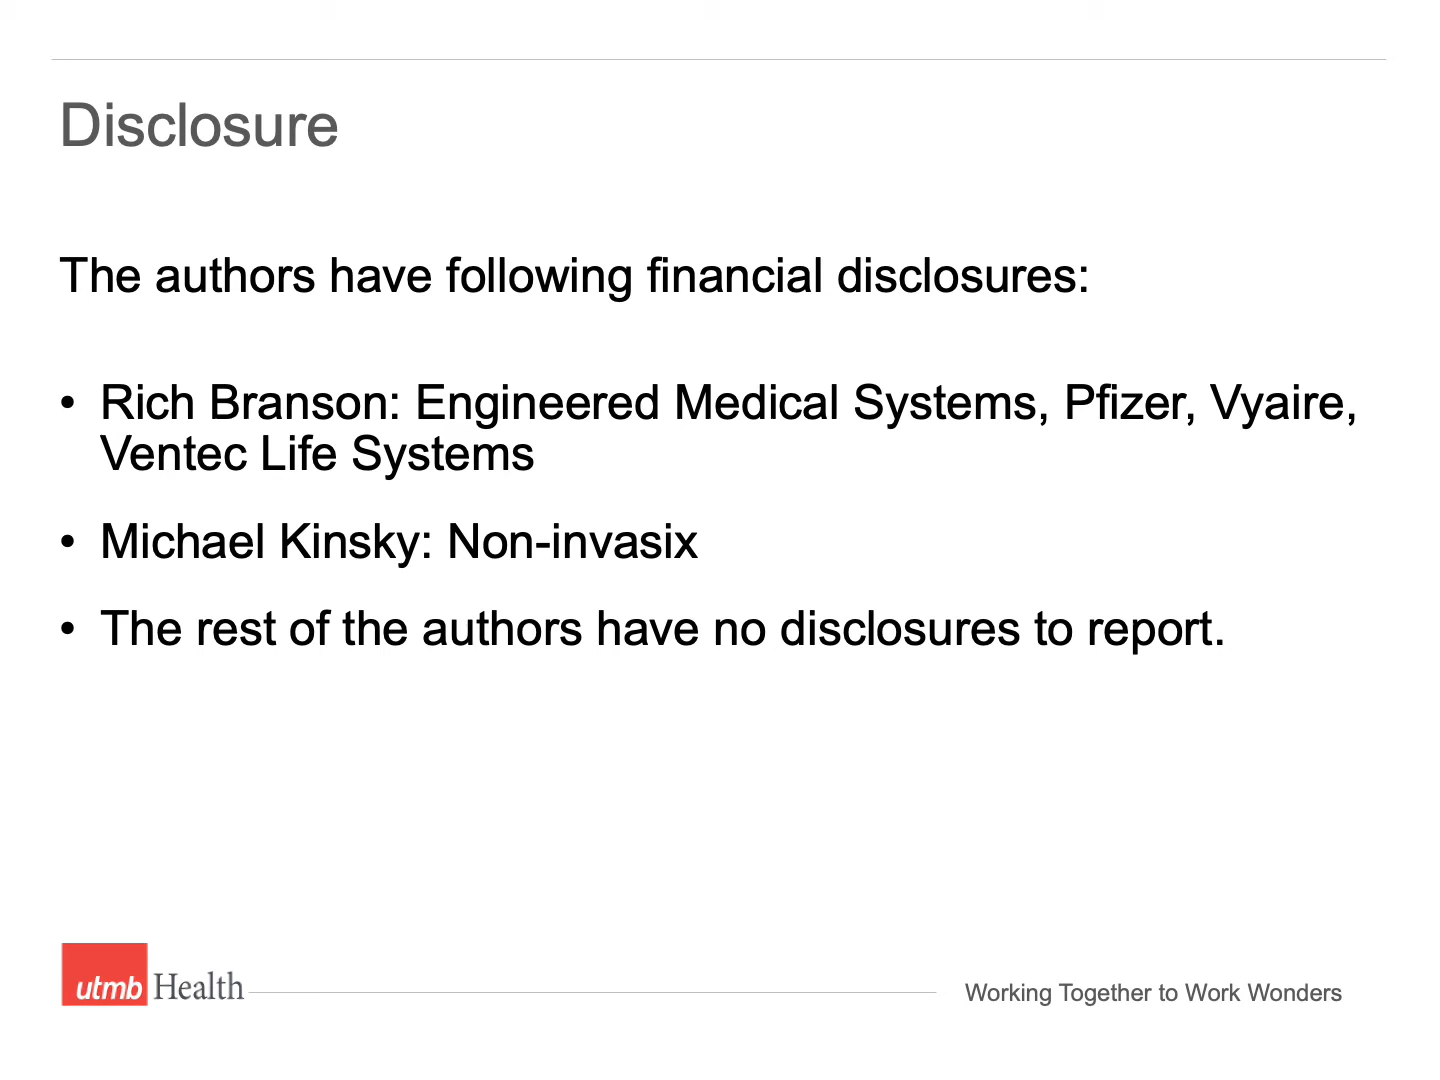 Disclosure
The authors have following financial disclosures:
• Rich Branson: Engineered Medical Systems, Pfizer, Vyaire,
Ventec Life Systems
• Michael Kinsky: Non-invasix
• The rest of the authors have no disclosures to report.
utmb Health
Working Together to Work Wonders